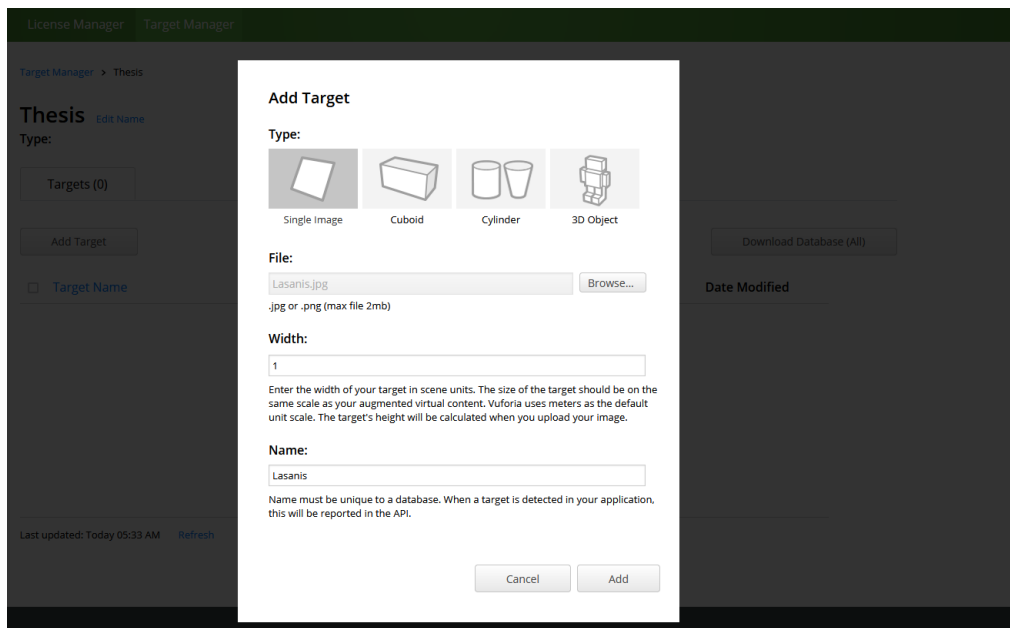 License Manager Target Manager
Target Manager > Thesis
Thesis Edit Name
Type:
Targets (0)
Add Target
Download Database (All)
Target Name
Date Modified
Last updated: Today 05:33 AM Refresh
Add Target
Type:
Single Image Cuboid Cylinder 3D Object
File:
Lasanis.jpg Browse...
.jpg or .png (max file 2mb)
Width:
1
Enter the width of your target in scene units. The size of the target should be on the
same scale as your augmented virtual content. Vuforia uses meters as the default
unit scale. The target's height will be calculated when you upload your image.
Name:
Lasanis
Name must be unique to a database. When a target is detected in your application,
this will be reported in the API.
Cancel Add